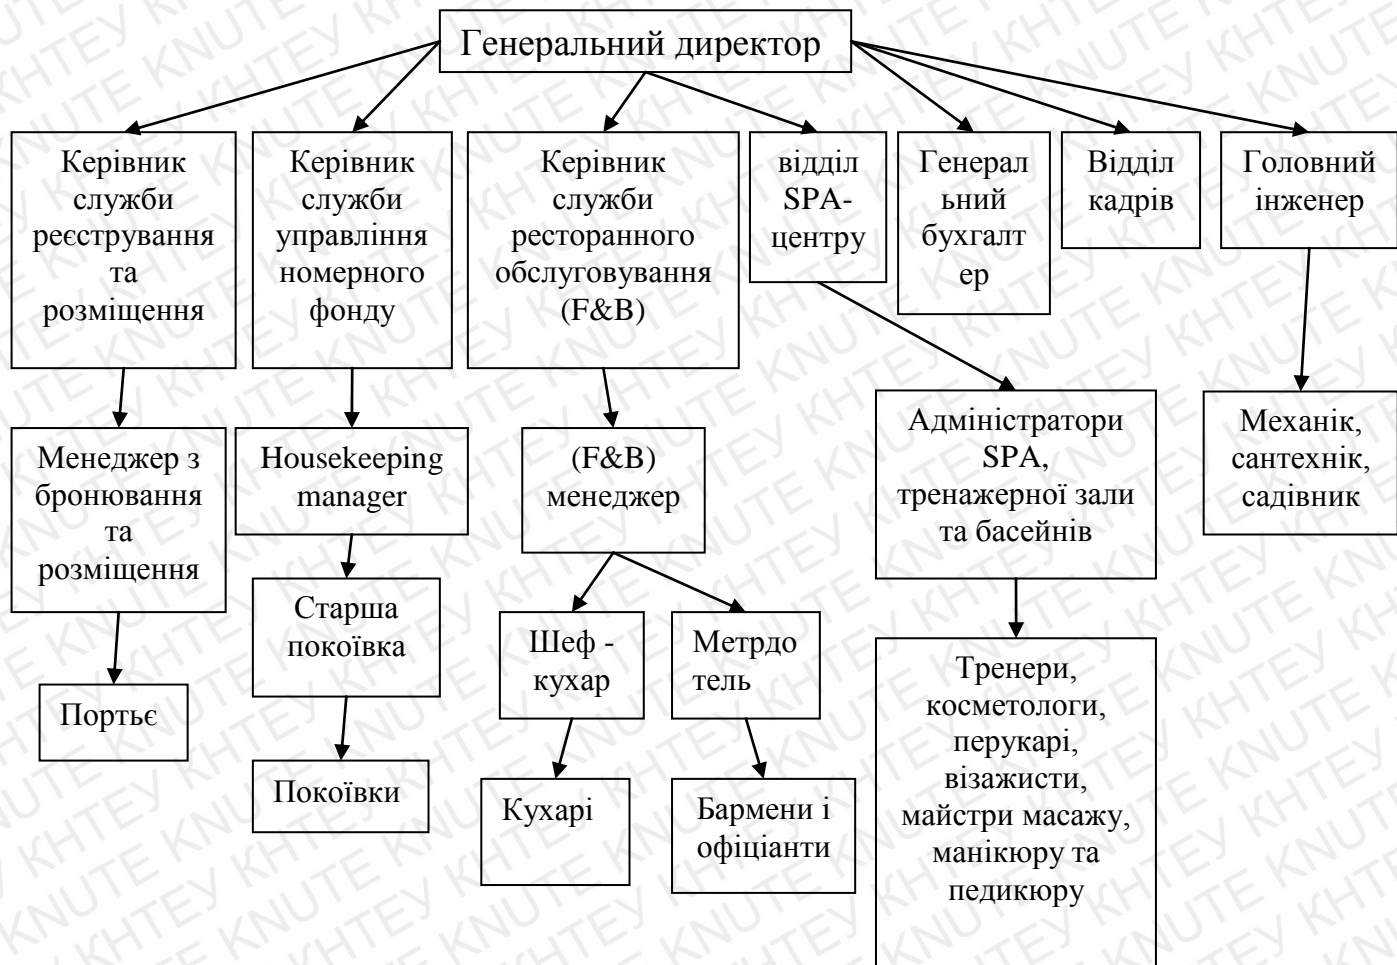 Генеральний директор
Керівник
служби
реєстрування
та
розміщення
Керівник
служби
управління
номерного
фонду
Керівник
служби
ресторанного
обслуговування
(F&B)
відділ
SPA-
центру
Генерал
ьний
бухгалт
ер
Відділ
кадрів
Головний
інженер
Менеджер з
бронювання
та
розміщення
Housekeeping
manager
(F&B)
менеджер
Адміністратори
SPA,
тренажерної зали
та басейнів
Механік,
сантехнік,
садівник
Портьє
Старша
покоївка
Шеф -
кухар
Метрдо
тель
Тренери,
косметологи,
перукарі,
візажисти,
майстри масажу,
манікюру та
педикюру
Покоївки
Кухарі
Бармени і
офіціанти